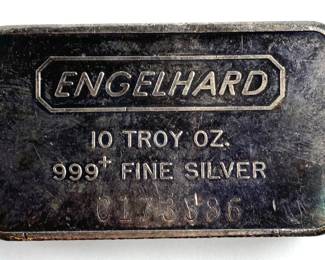 ENGELHARD
10 TROY OZ.
999+ FINE SILVER